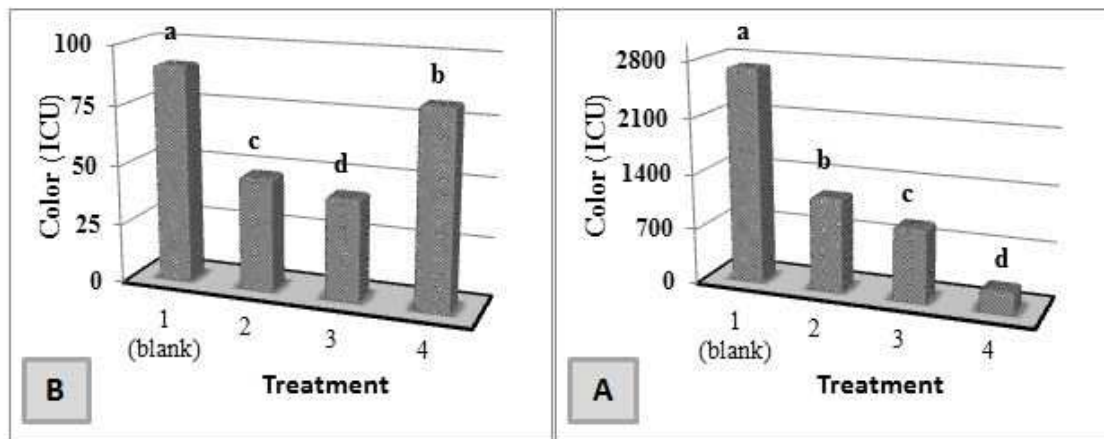 100
75
50
25
0
Color (ICU)
a
c
d
b
1
(blank)
2
3
4
Treatment
B
2800
2100
1400
700
0
Color (ICU)
a
b
c
d
1
(blank)
2
3
4
Treatment
A